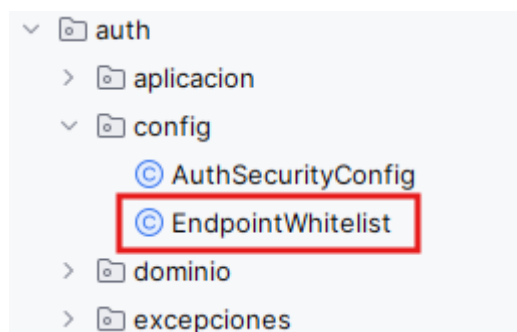 auth
aplicacion
config
AuthSecurityConfig
EndpointWhitelist
dominio
excepciones